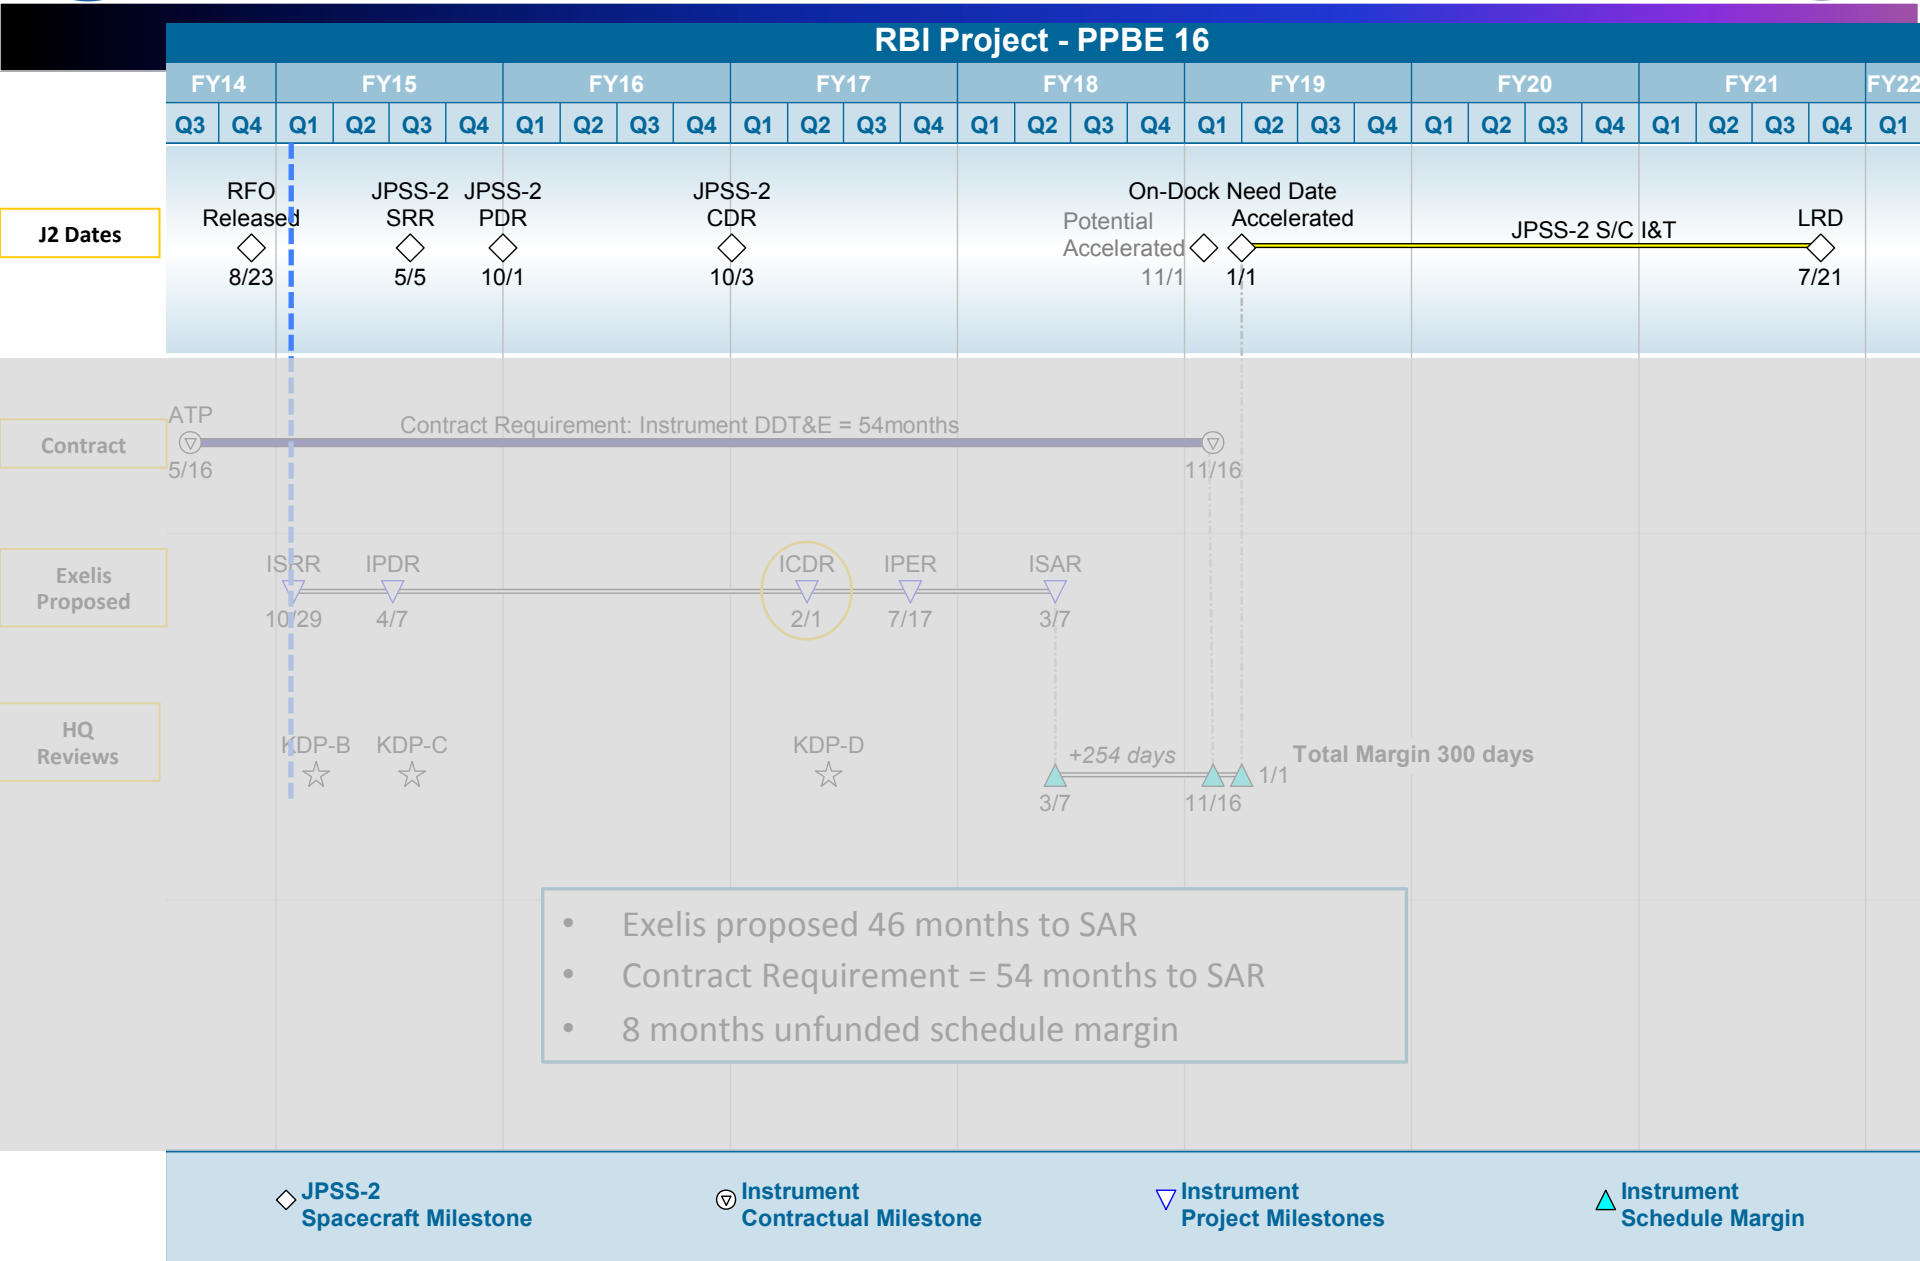 RBI Project - PPBE 16
FY14 FY15 FY16 FY17 FY18 FY19 FY20 FY21 FY22
Q3 Q4 Q1 Q2 Q3 Q4 Q1 Q2 Q3 Q4 Q1 Q2 Q3 Q4 Q1 Q2 Q3 Q4 Q1 Q2 Q3 Q4 Q1 Q2 Q3 Q4 Q1 Q2 Q3 Q4 Q1
J2 Dates
RFO
Released
8/23
JPSS-2
SRR
5/5
JPSS-2
PDR
10/1
JPSS-2
CDR
10/3
On-Dock Need Date
Potential
Accelerated
11/1
Accelerated
1/1
JPSS-2 S/C I&T
LRD
7/21
Contract
ATP
5/16
Contract Requirement: Instrument DDT&E = 54months
11/16
Exelis
Proposed
ISRR
10/29
IPDR
4/7
ICDR
2/1
IPER
7/17
ISAR
3/7
HQ
Reviews
KDP-B
KDP-C
KDP-D
+254 days
3/7
11/16
1/1
Total Margin 300 days
• Exelis proposed 46 months to SAR
• Contract Requirement = 54 months to SAR
• 8 months unfunded schedule margin
JPSS-2
Spacecraft Milestone
Instrument
Contractual Milestone
Instrument
Project Milestones
Instrument
Schedule Margin